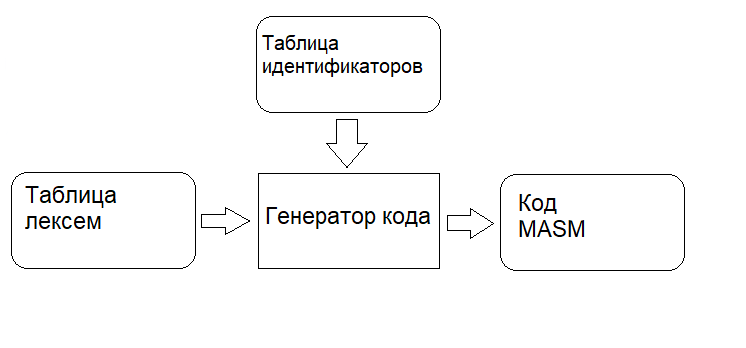 Таблица
идентификаторов
Таблица
лексем
Генератор кода
Код
MASM